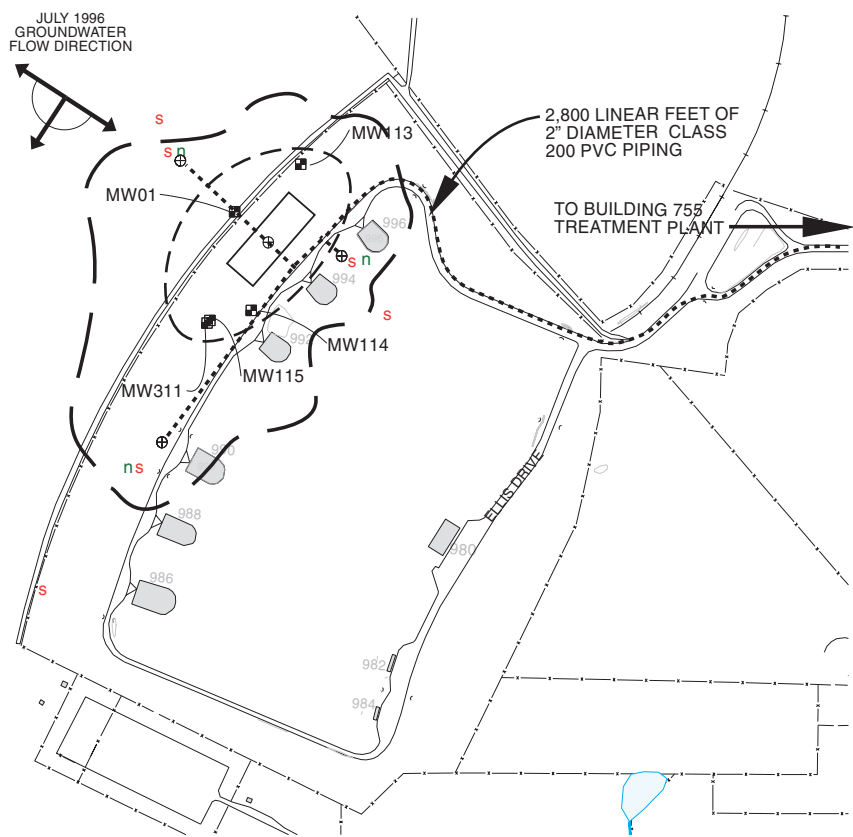 JULY 1996
GROUNDWATER
FLOW DIRECTION
s
s n
MW113
2,800 LINEAR FEET OF
2" DIAMETER CLASS
200 PVC PIPING
MW01
TO BUILDING 755
TREATMENT PLANT
996
s n
994
s
992
MW114
MW115
MW311
n s
990
988
ELLIS DRIVE
980
986
s
982
984